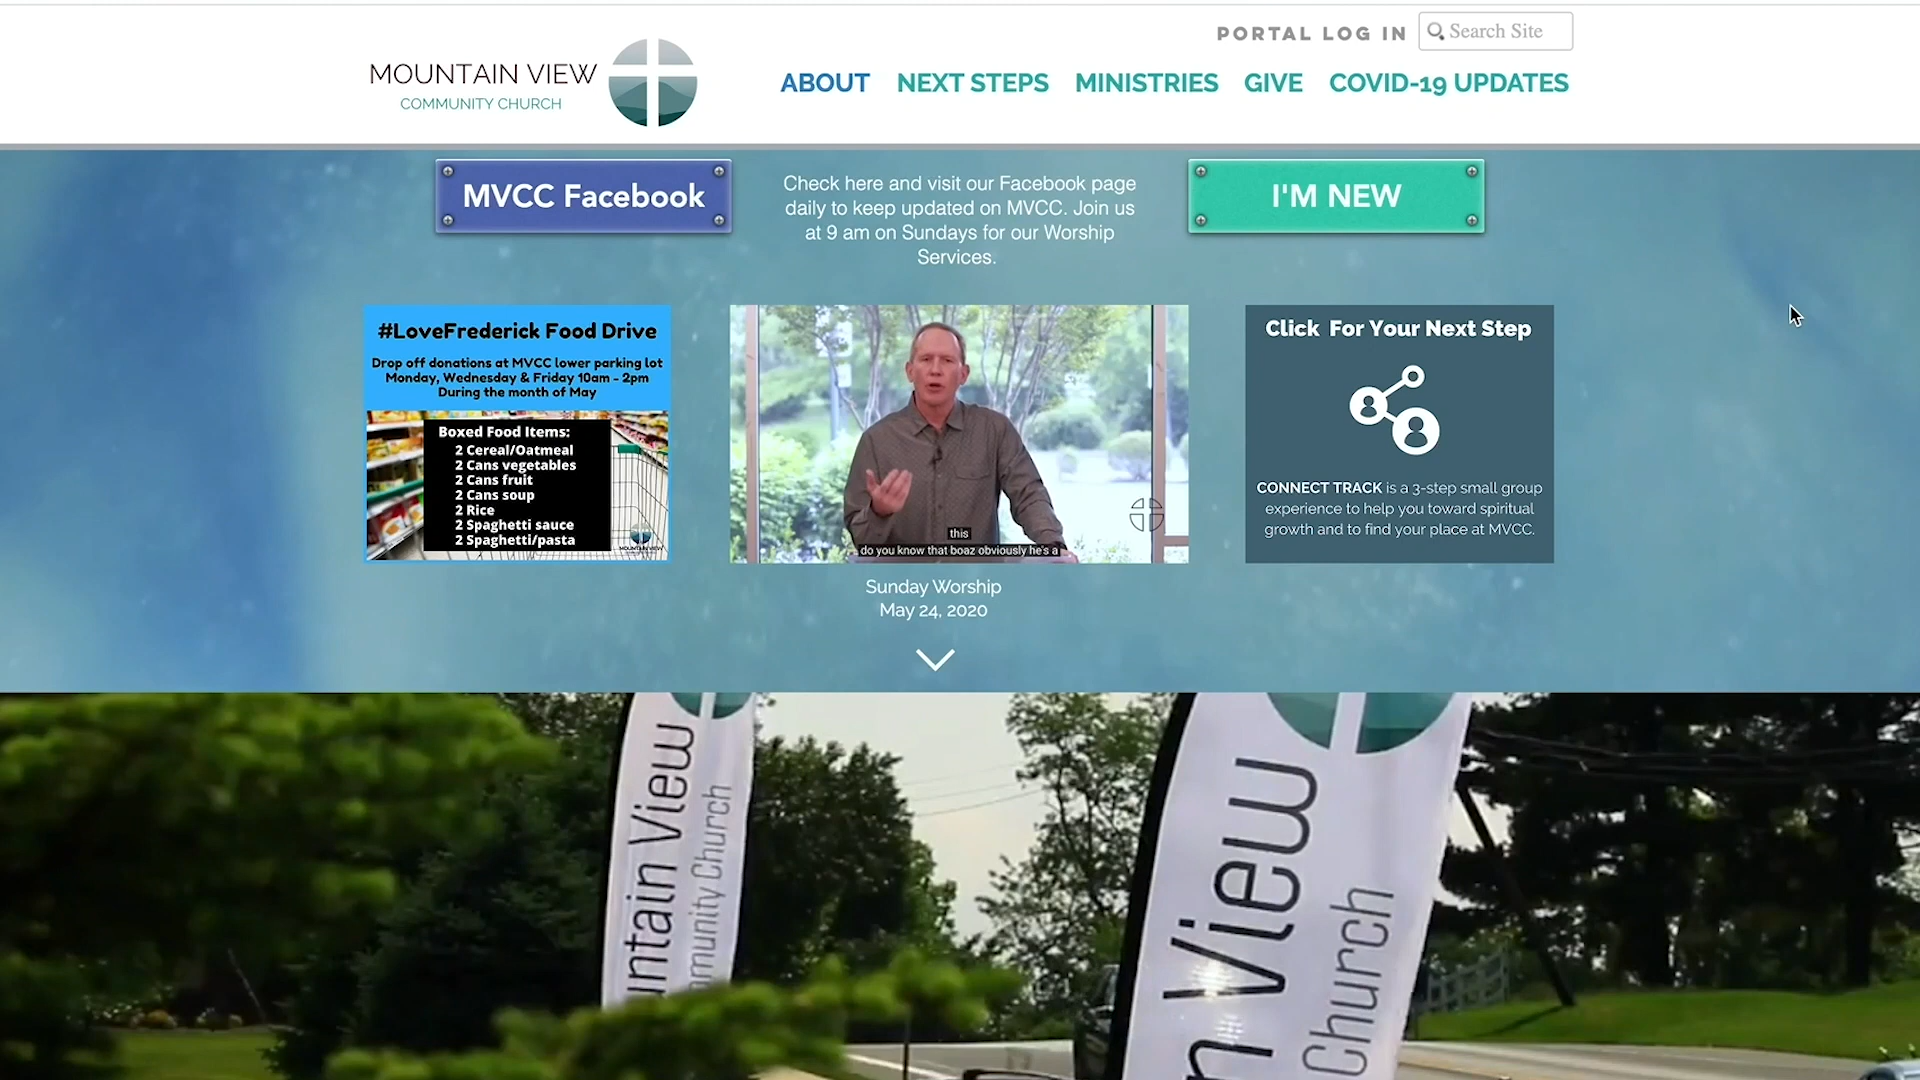 PORTAL LOG IN
Search Site
MOUNTAIN VIEW
COMMUNITY CHURCH
ABOUT NEXT STEPS MINISTRIES GIVE COVID-19 UPDATES
MVCC Facebook
Check here and visit our Facebook page
daily to keep updated on MVCC. Join us
at 9 am on Sundays for our Worship
Services.
I'M NEW
#LoveFrederick Food Drive
Drop off donations at MVCC lower parking lot
Monday, Wednesday & Friday 10am - 2pm
During the month of May
Boxed Food Items:
2 Cereal/Oatmeal
2 Cans vegetables
2 Cans fruit
2 Cans soup
2 Rice
2 Spaghetti sauce
2 Spaghetti/pasta
MOUNTAIN VIEW
this
do you know that boaz obviously he's a
Sunday Worship
May 24, 2020
Click For Your Next Step
CONNECT TRACK is a 3-step small group
experience to help you toward spiritual
growth and to find your place at MVCC.
untain View
mmunity Church
n View
Church